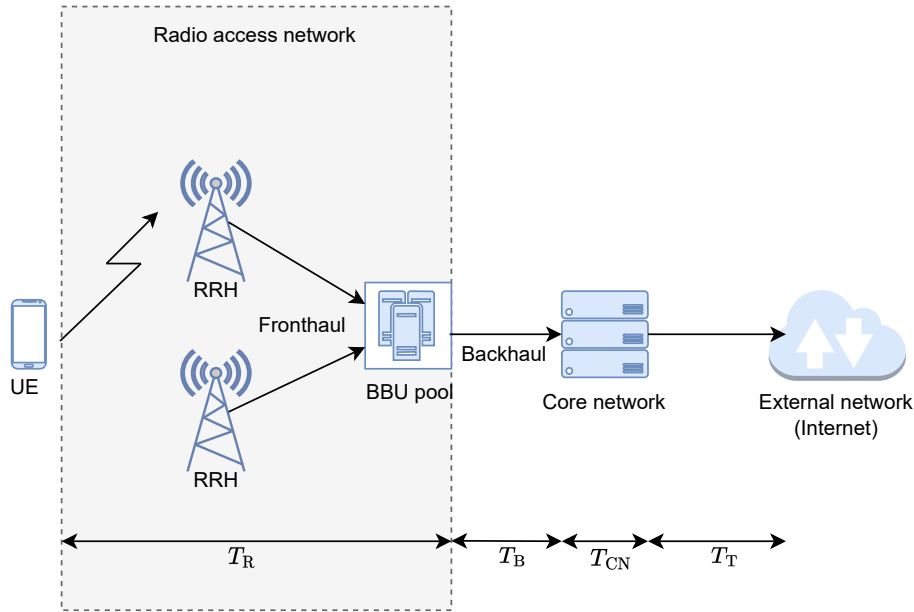 Radio access network
RRH
Fronthaul
UE
BBU pool
Backhaul
Core network
External network
(Internet)
RRH
T_R
T_B
T_CN
T_T